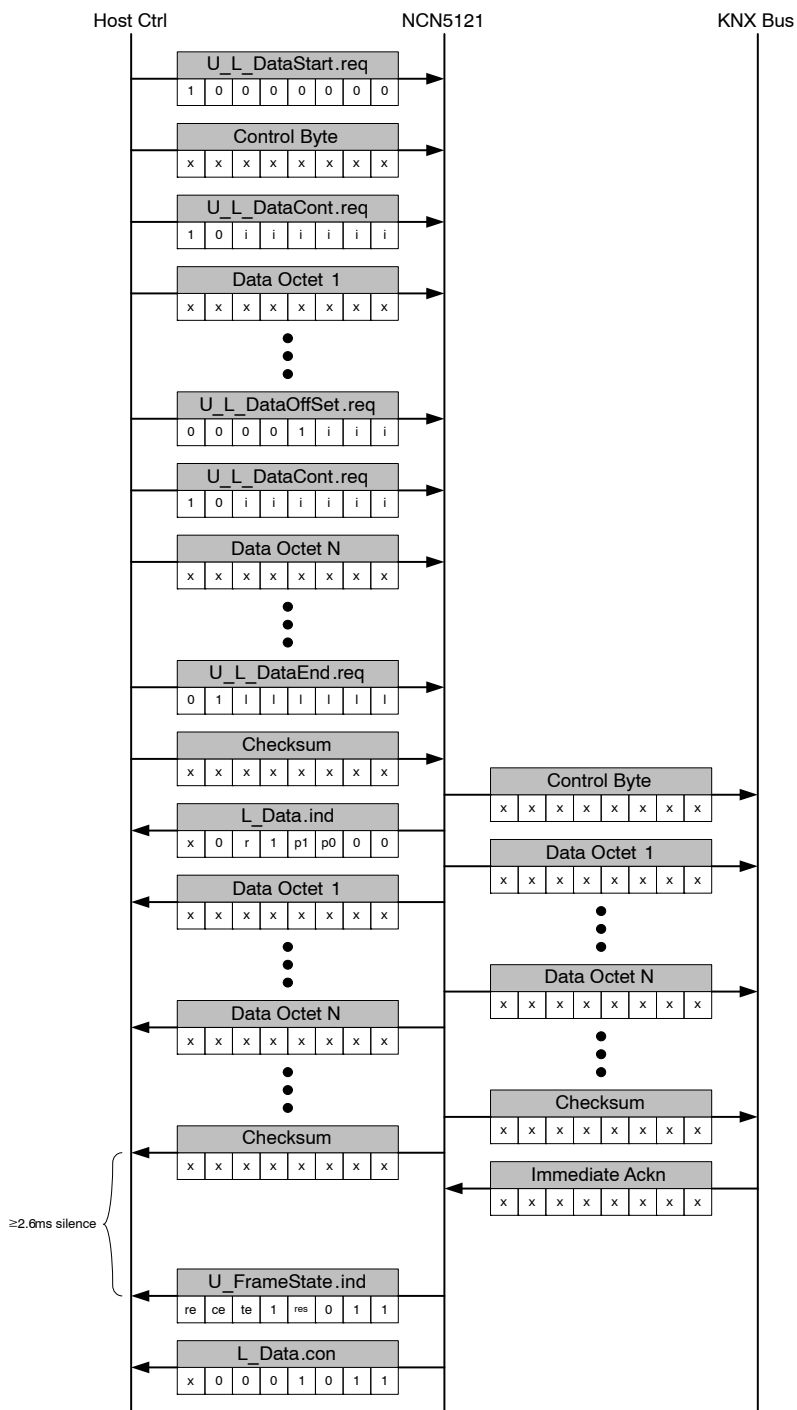 Host Ctrl NCN5121 KNX Bus
U_L_DataStart.req
1 0 0 0 0 0 0 0
Control Byte
x x x x x x x x
U_L_DataCont.req
1 0 i i i i i i
Data Octet 1
x x x x x x x x
U_L_DataOffSet.req
0 0 0 0 1 i i i
U_L_DataCont.req
1 0 i i i i i i
Data Octet N
x x x x x x x x
U_L_DataEnd.req
0 1 l l l l l l
Checksum
x x x x x x x x
Control Byte
x x x x x x x x
L_Data.ind
x 0 r 1 p1 p0 0 0
Data Octet 1
x x x x x x x x
Data Octet 1
x x x x x x x x
Data Octet N
x x x x x x x x
Data Octet N
x x x x x x x x
Checksum
x x x x x x x x
Checksum
x x x x x x x x
Immediate Ackn
x x x x x x x x
≥2.6ms silence
U_FrameState.ind
re ce te 1 res 0 1 1
L_Data.con
x 0 0 0 1 0 1 1